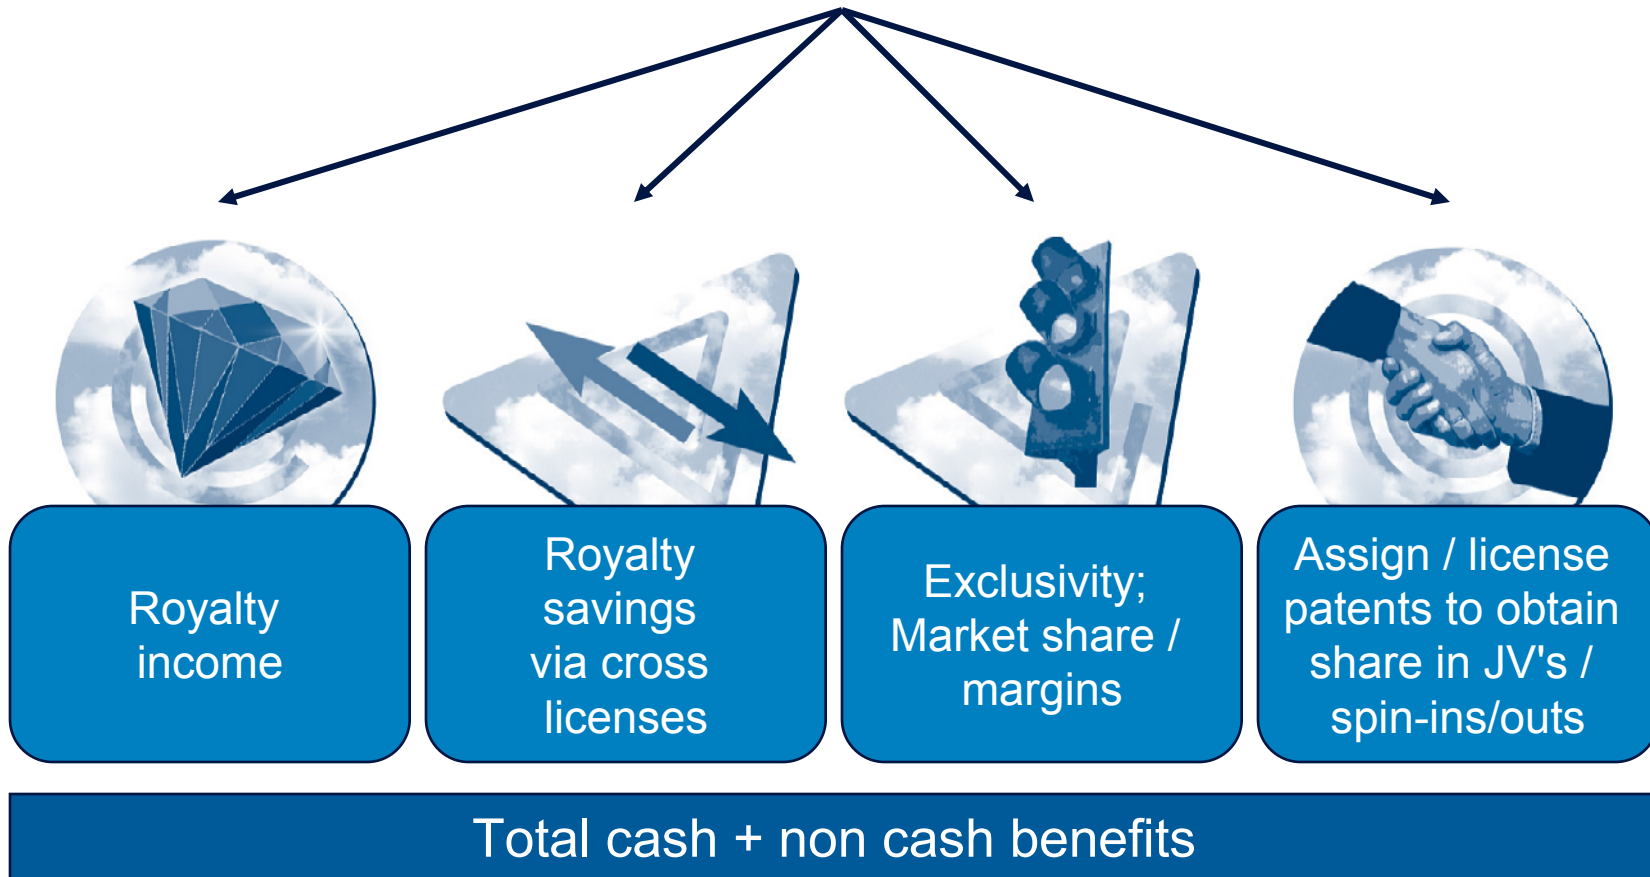 Royalty
income
Royalty
savings
via cross
licenses
Exclusivity;
Market share /
margins
Assign / license
patents to obtain
share in JV's /
spin-ins/outs
Total cash + non cash benefits